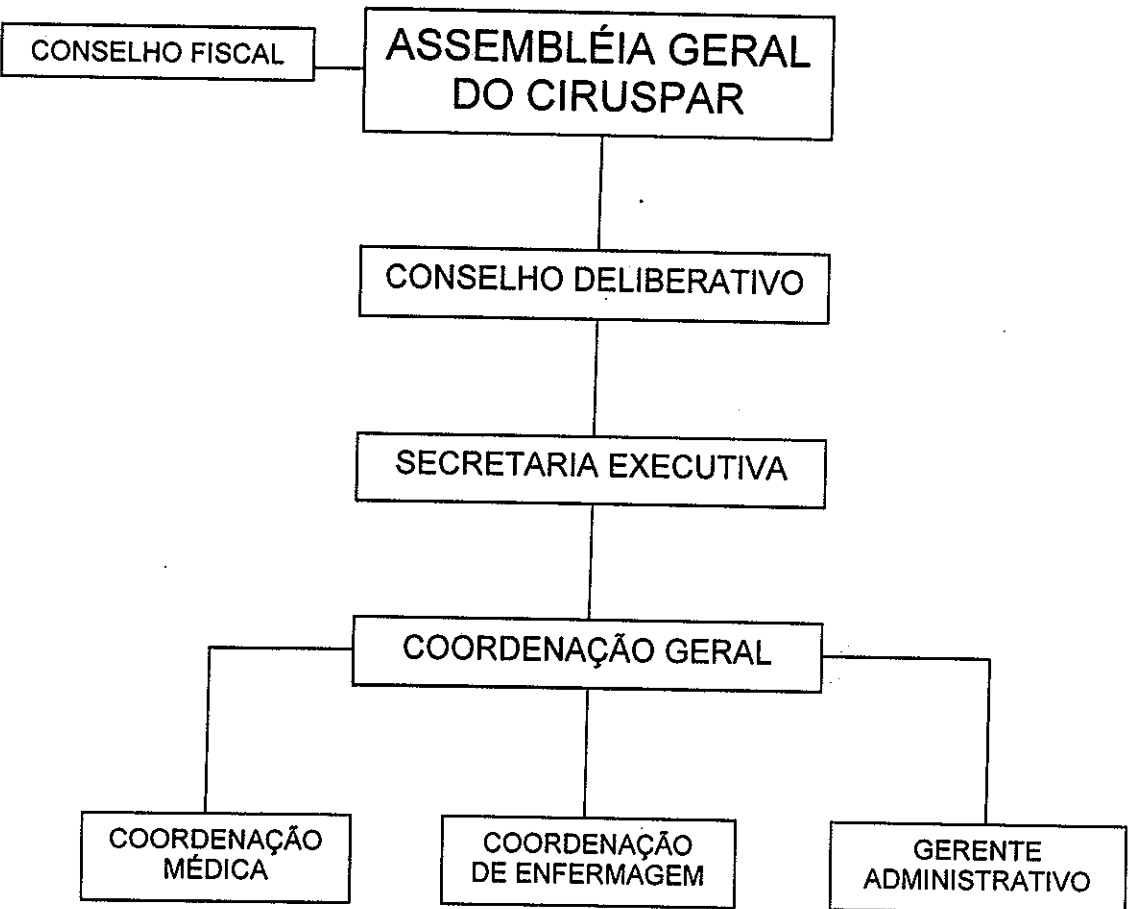 CONSELHO FISCAL
ASSEMBLÉIA GERAL
DO CIRUSPAR
CONSELHO DELIBERATIVO
SECRETARIA EXECUTIVA
COORDENAÇÃO GERAL
COORDENAÇÃO
MÉDICA
COORDENAÇÃO
DE ENFERMAGEM
GERENTE
ADMINISTRATIVO